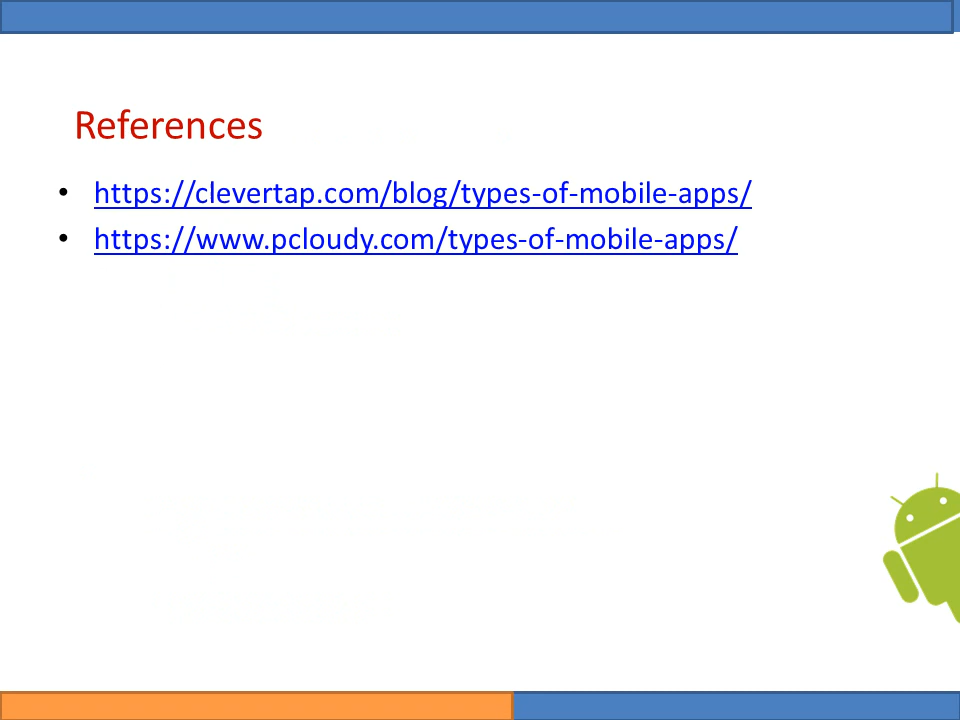 References
• https://clevertap.com/blog/types-of-mobile-apps/
• https://www.pcloudy.com/types-of-mobile-apps/